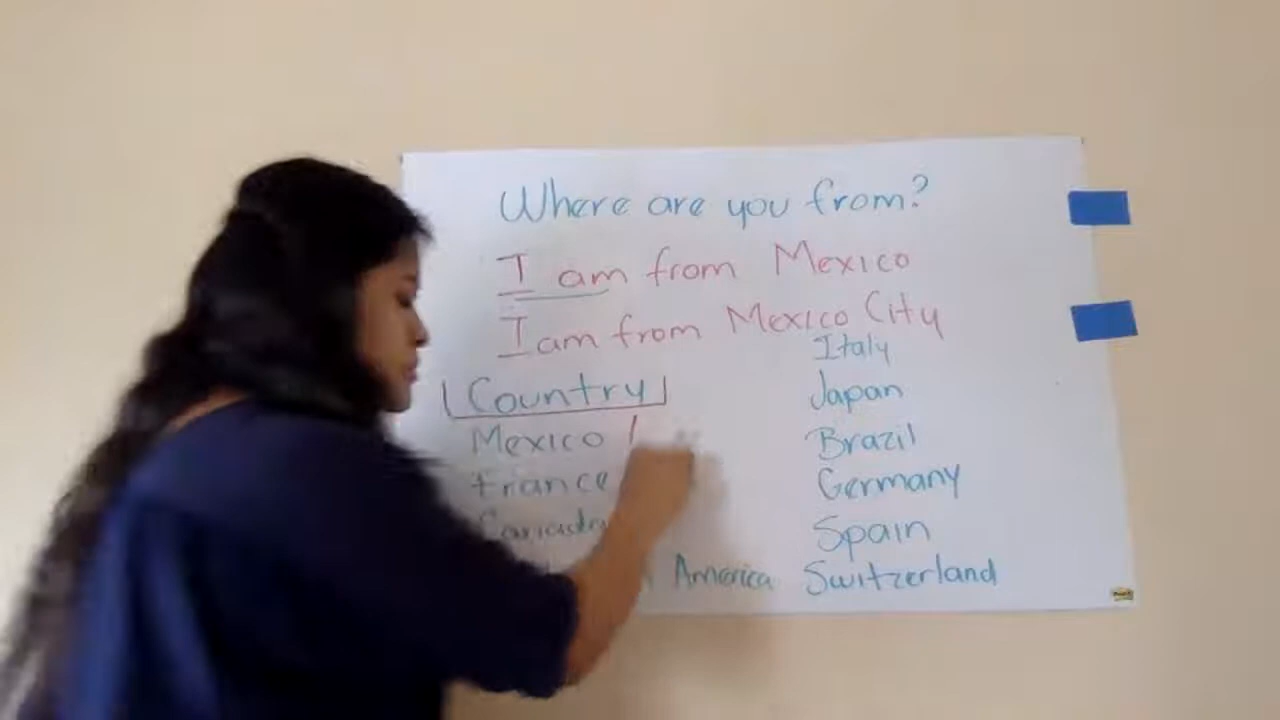 Where are you from?
I am from Mexico
I am from Mexico City
Country
Mexico
France
Canada
America
Italy
Japan
Brazil
Germany
Spain
Switzerland